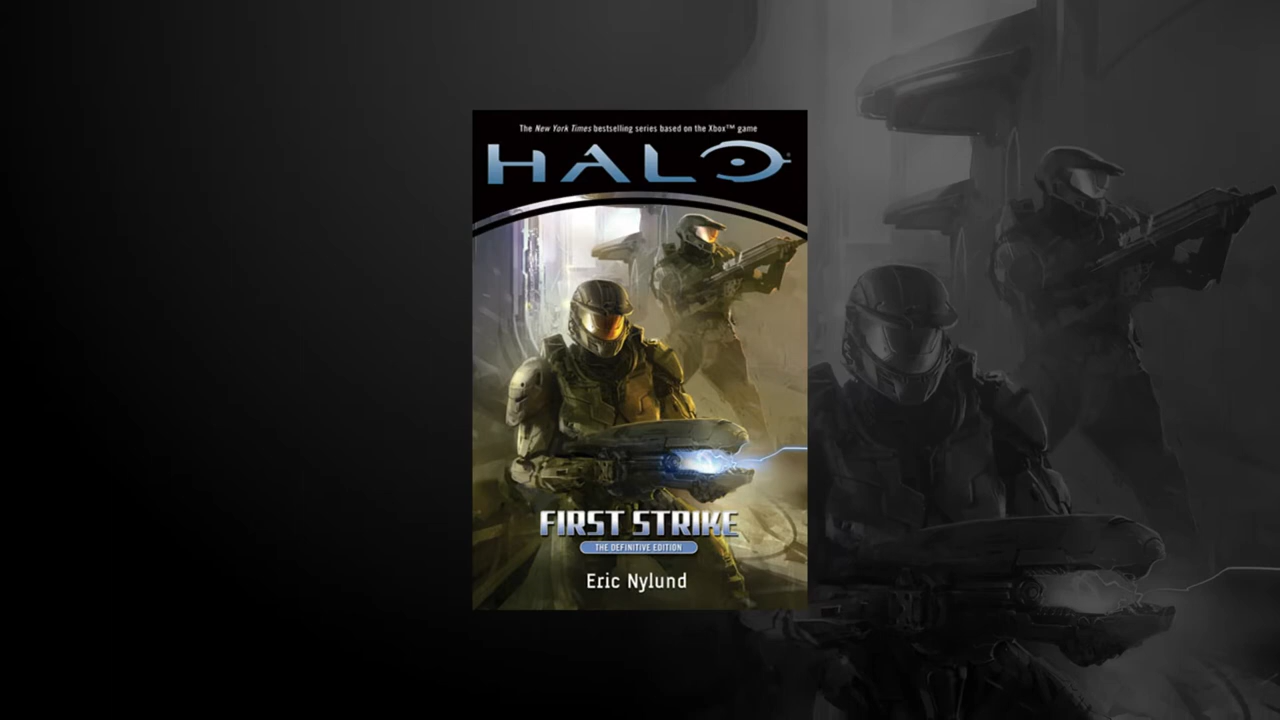 The New York Times bestselling series based on the Xbox™ game
HALO®
FIRST STRIKE
THE DEFINITIVE EDITION
Eric Nylund